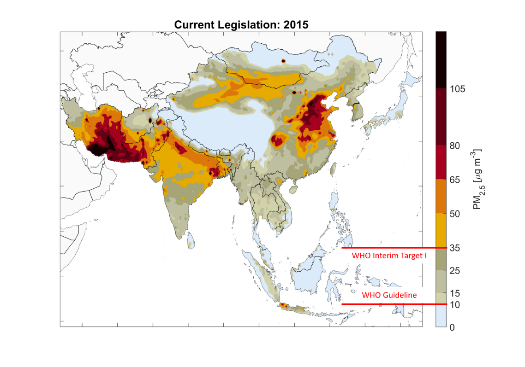 Current Legislation: 2015
105
80
65
50
35
25
15
10
0
PM2.5 [µg m-3]
WHO Interim Target I
WHO Guideline